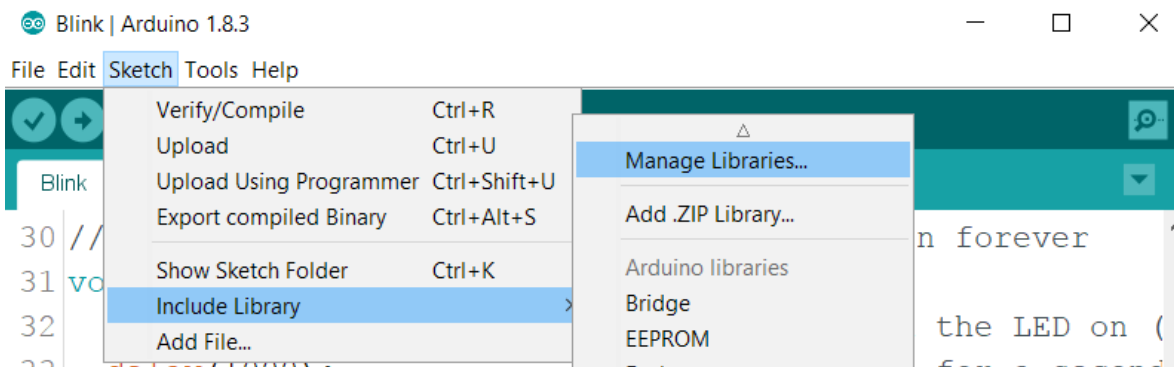 Blink | Arduino 1.8.3
File Edit Sketch Tools Help
Verify/Compile Ctrl+R
Upload Ctrl+U
Upload Using Programmer Ctrl+Shift+U
Export compiled Binary Ctrl+Alt+S
Show Sketch Folder Ctrl+K
Include Library
Add File...
Manage Libraries...
Add .ZIP Library...
Arduino libraries
Bridge
EEPROM
Blink
30 // n forever
31 vo
32 the LED on (